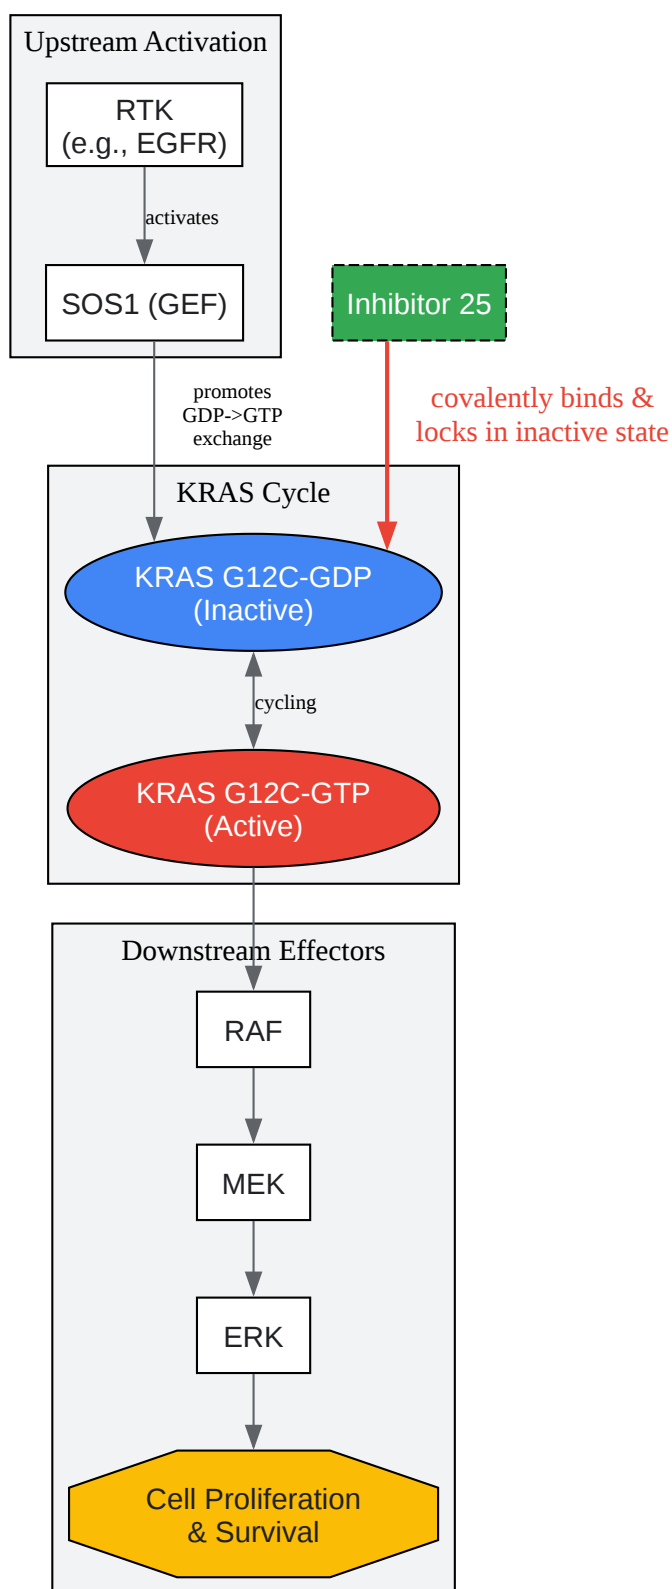 Upstream Activation
RTK
(e.g., EGFR)
activates
SOS1 (GEF)
Inhibitor 25
promotes
GDP->GTP
exchange
covalently binds &
locks in inactive state
KRAS Cycle
KRAS G12C-GDP
(Inactive)
cycling
KRAS G12C-GTP
(Active)
Downstream Effectors
RAF
MEK
ERK
Cell Proliferation
& Survival